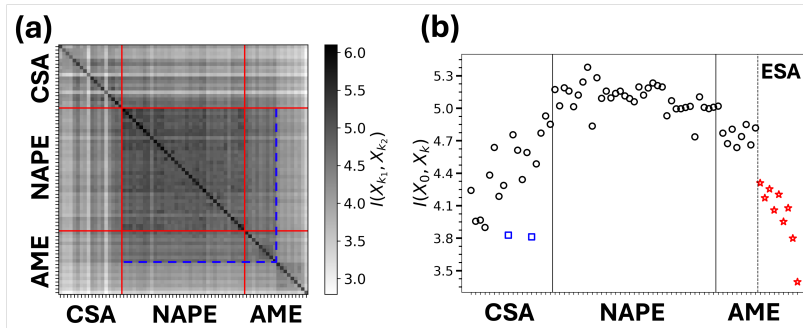 (a)
CSA
NAPE
AME
CSA NAPE AME
6.0
5.5
5.0
4.5
4.0
3.5
3.0
I(X_{k_1}, X_{k_2})
(b)
ESA
5.3
5.0
4.7
4.4
4.1
3.8
3.5
I(X_0, X_k)
CSA NAPE AME